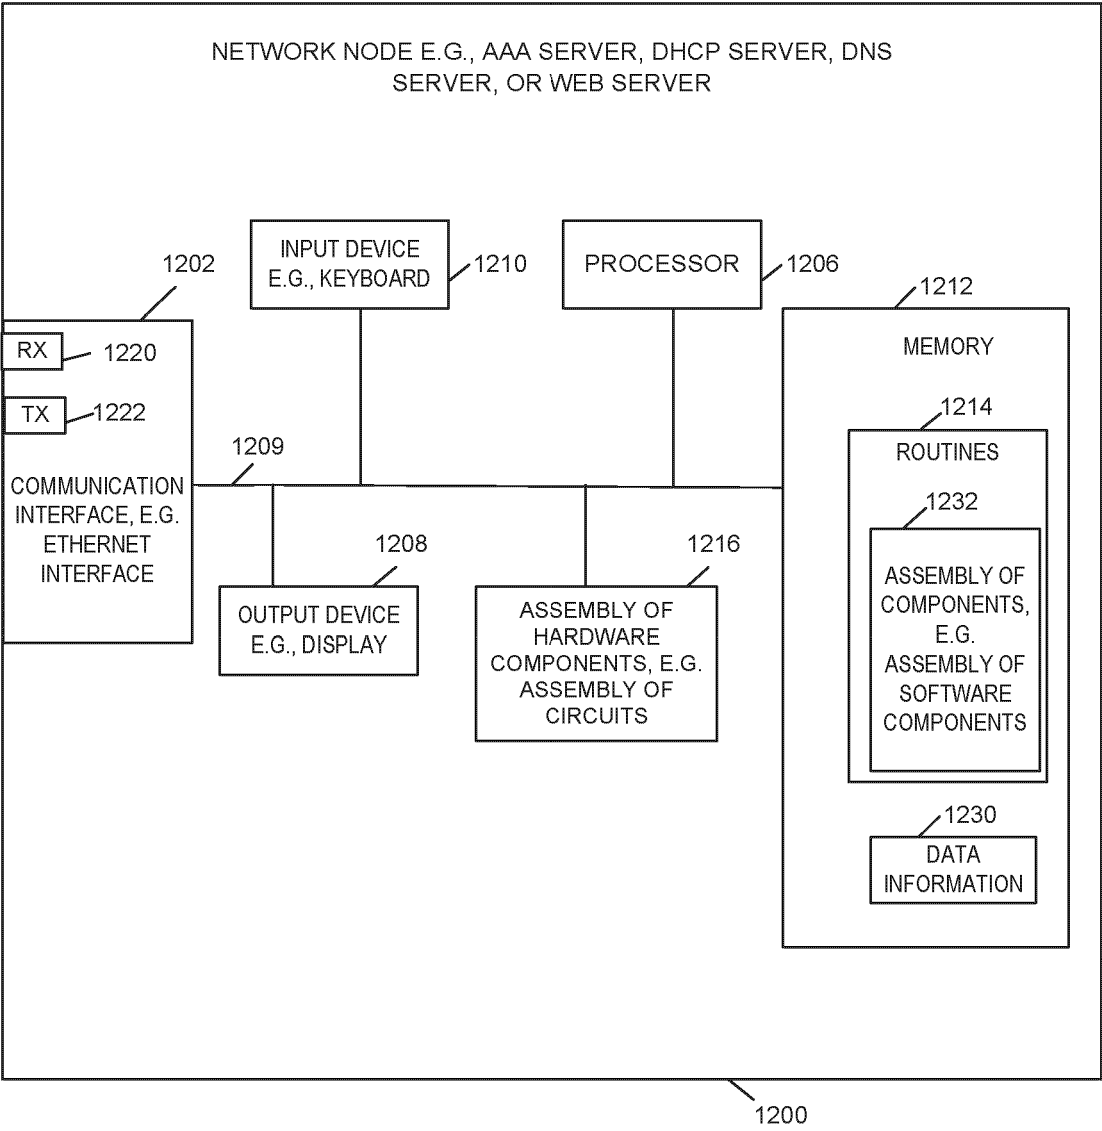 NETWORK NODE E.G., AAA SERVER, DHCP SERVER, DNS
SERVER, OR WEB SERVER
1202
INPUT DEVICE
E.G., KEYBOARD
1210
PROCESSOR
1206
1212
RX
1220
TX
1222
COMMUNICATION
INTERFACE, E.G.
ETHERNET
INTERFACE
1209
1208
OUTPUT DEVICE
E.G., DISPLAY
1216
ASSEMBLY OF
HARDWARE
COMPONENTS, E.G.
ASSEMBLY OF
CIRCUITS
MEMORY
1214
ROUTINES
1232
ASSEMBLY OF
COMPONENTS,
E.G.
ASSEMBLY OF
SOFTWARE
COMPONENTS
1230
DATA
INFORMATION
1200